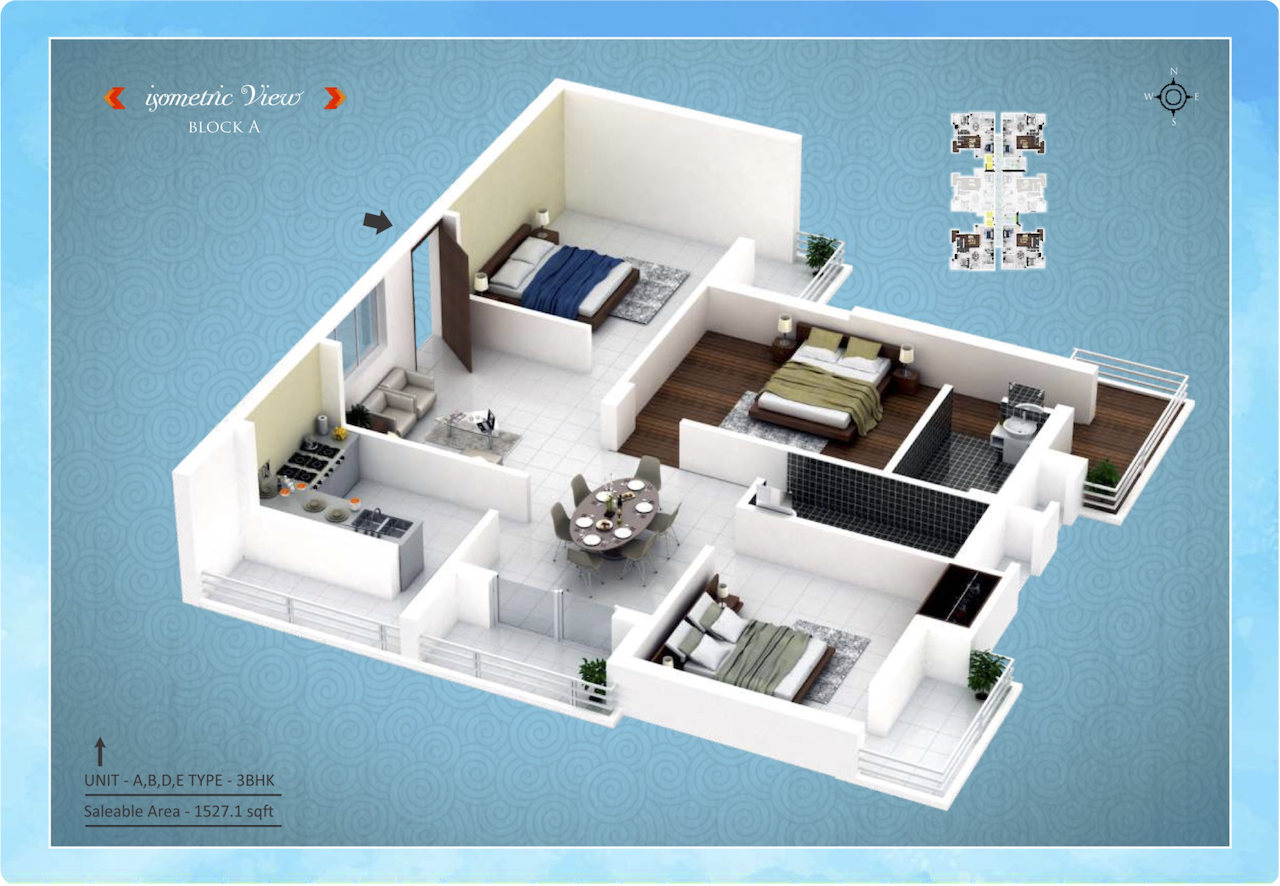 isometric View
BLOCK A
N
W E
S
UNIT - A,B,D,E TYPE - 3BHK
Saleable Area - 1527.1 sqft